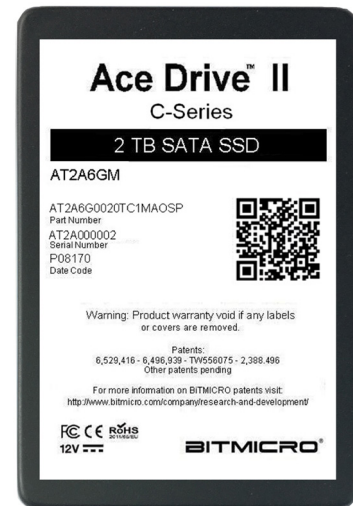 Ace Drive™ II
C-Series
2 TB SATA SSD
AT2A6GM
AT2A6G0020TC1MAOSP
Part Number
AT2A000002
Serial Number
P08170
Date Code
Warning: Product warranty void if any labels
or covers are removed.
Patents:
6,529,416 - 6,496,939 - TW556075 - 2,388.496
Other patents pending
For more information on BiTMICRO patents visit:
http://www.bitmicro.com/company/research-and-development/
FC CE RoHS
2011/65/EU
12V
BITMICRO®